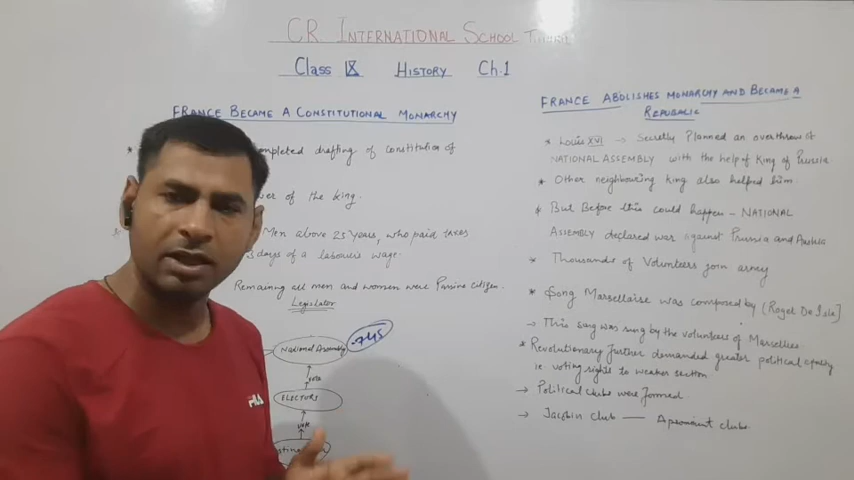 CR INTERNATIONAL SCHOOL
Class IX HISTORY Ch.1
FRANCE BECAME A CONSTITUTIONAL MONARCHY
completed drafting of constitution of
of the king.
Men above 25 years, who paid taxes
3 days of a labourer's wage.
Remaining all men and women were Passive citizen.
Legislator
National Assembly
745
vote
ELECTORS
vote
FILA
FRANCE ABOLISHES MONARCHY AND BECAME A
* Louis XVI → Secretly Planned an overthrow of
NATIONAL ASSEMBLY with the help of King of Prussia
* Other neighbouring king also helped him.
* But Before this could happen - NATIONAL
ASSEMBLY declared war against Prussia and Austria
* Thousands of Volunteers join army
* Song Marsellaise was composed by (Roget De Isle)
→ This song was sung by the volunteers of Marseilles
* Revolutionary further demanded greater political
ie voting rights to weaker section
→ Political clubs were formed
→ Jacobin club — clubs